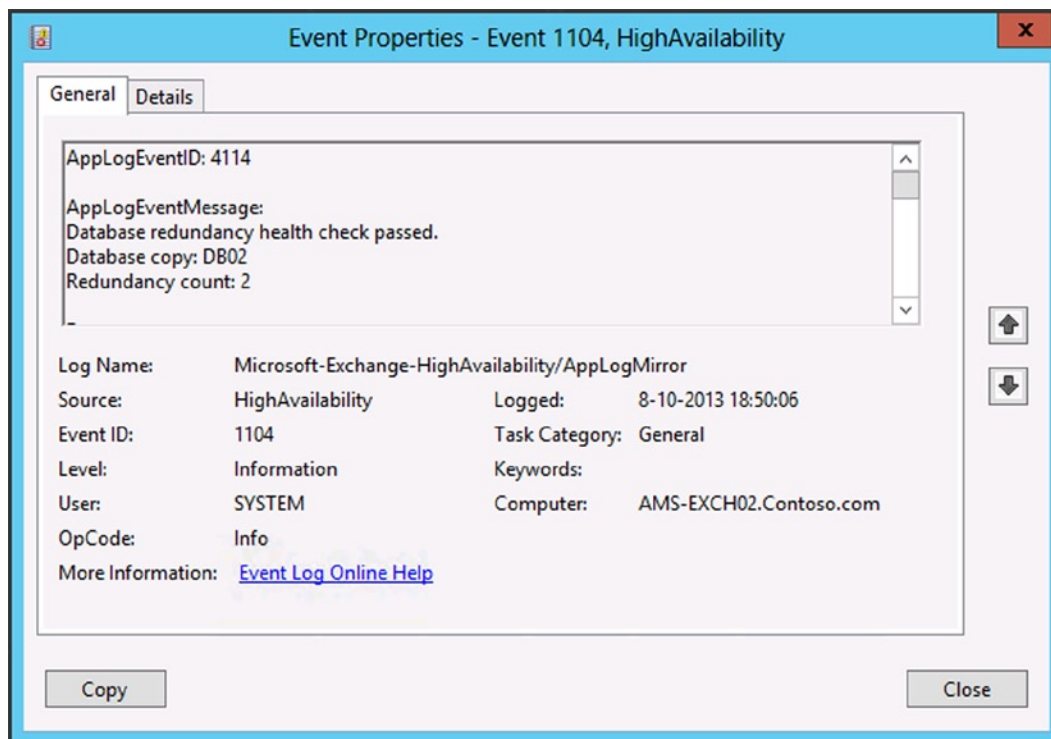 Event Properties - Event 1104, HighAvailability
x
General Details
AppLogEventID: 4114
AppLogEventMessage:
Database redundancy health check passed.
Database copy: DB02
Redundancy count: 2
Log Name: Microsoft-Exchange-HighAvailability/AppLogMirror
Source: HighAvailability Logged: 8-10-2013 18:50:06
Event ID: 1104 Task Category: General
Level: Information Keywords:
User: SYSTEM Computer: AMS-EXCH02.Contoso.com
OpCode: Info
More Information: Event Log Online Help
Copy Close